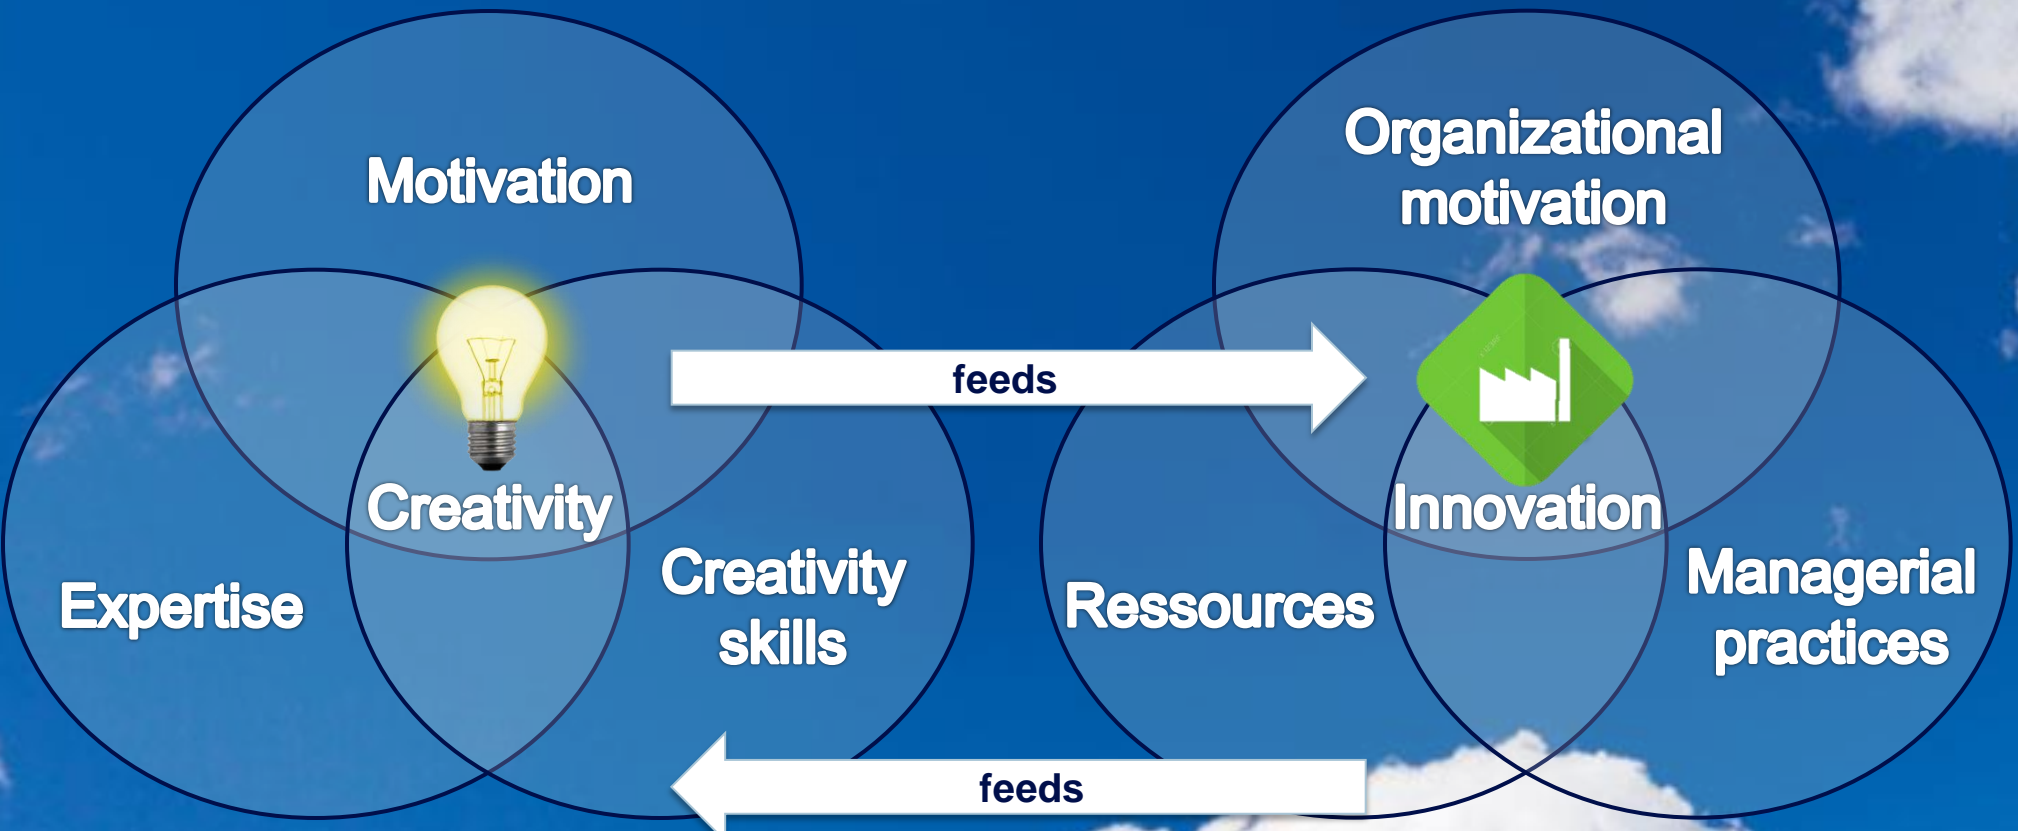 Motivation
Creativity
Expertise
Creativity
skills
feeds
Organizational
motivation
Innovation
Ressources
Managerial
practices
feeds